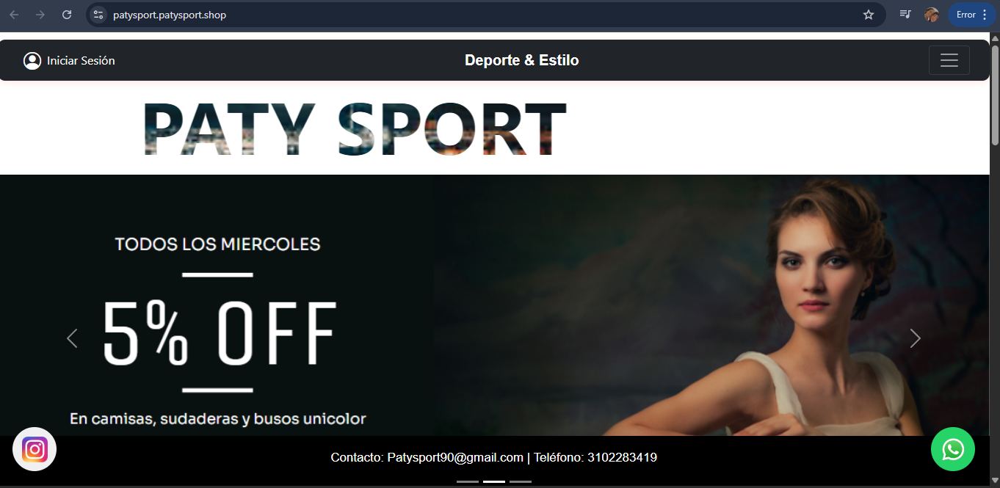 patysport.patysport.shop
Error
Iniciar Sesión
Deporte & Estilo
PATY SPORT
TODOS LOS MIERCOLES
5% OFF
En camisas, sudaderas y busos unicolor
Contacto: Patysport90@gmail.com | Teléfono: 3102283419